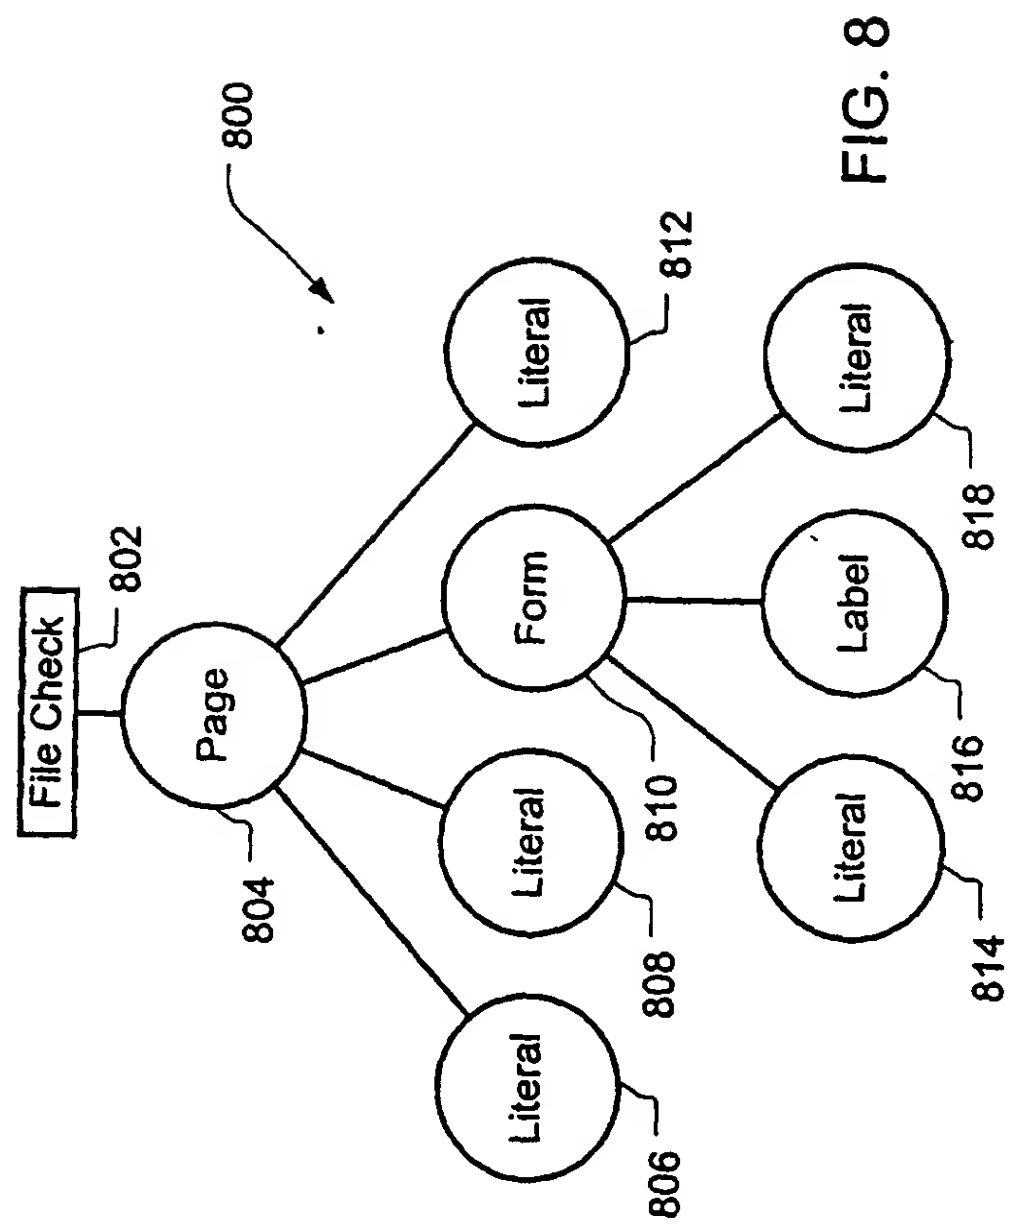 800
File Check
802
Page
804
Literal
806
Literal
808
Form
810
Literal
812
Literal
814
Label
816
Literal
818
FIG. 8